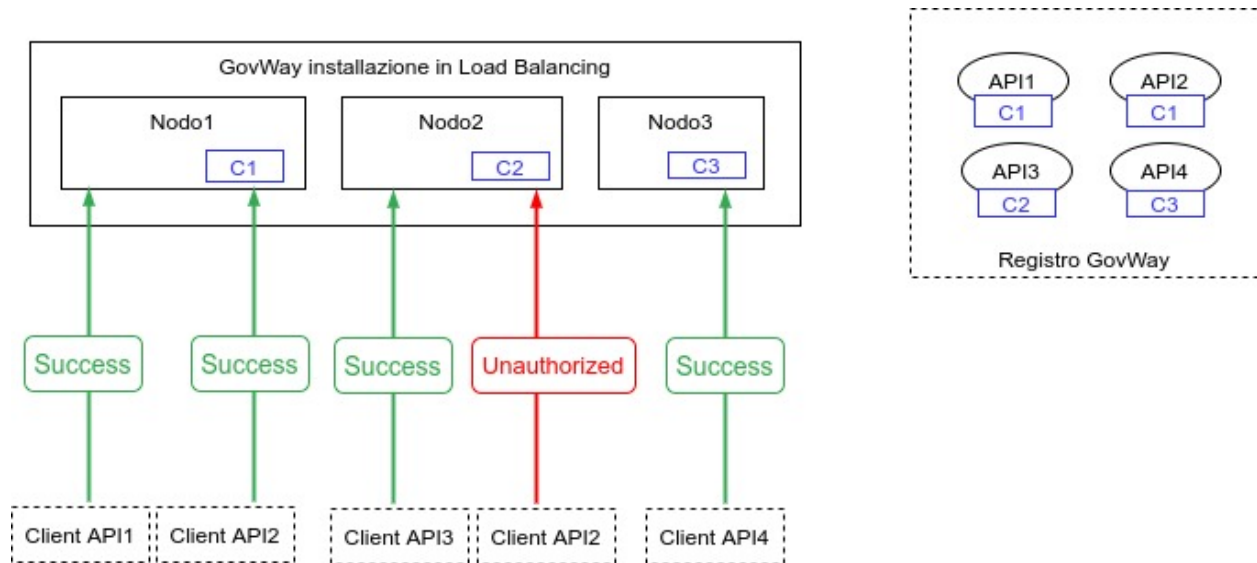 GovWay installazione in Load Balancing
Nodo1
C1
Nodo2
C2
Nodo3
C3
Success
Success
Success
Unauthorized
Success
Client API1
Client API2
Client API3
Client API2
Client API4
API1
C1
API2
C1
API3
C2
API4
C3
Registro GovWay